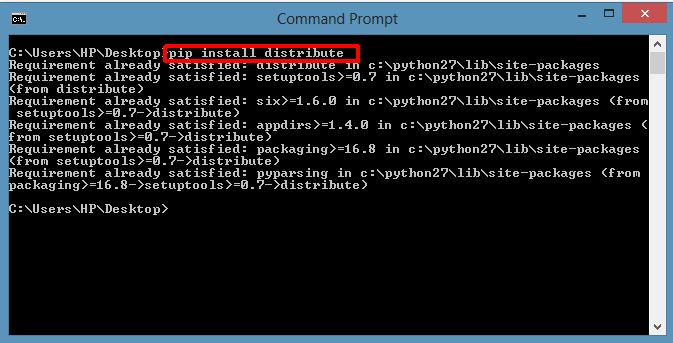 Command Prompt
C:\Users\HP\Desktop>pip install distribute
Requirement already satisfied: distribute in c:\python27\lib\site-packages
Requirement already satisfied: setuptools>=0.7 in c:\python27\lib\site-packages
(from distribute)
Requirement already satisfied: six>=1.6.0 in c:\python27\lib\site-packages (from
 setuptools>=0.7->distribute)
Requirement already satisfied: appdirs>=1.4.0 in c:\python27\lib\site-packages (
from setuptools>=0.7->distribute)
Requirement already satisfied: packaging>=16.8 in c:\python27\lib\site-packages
(from setuptools>=0.7->distribute)
Requirement already satisfied: pyparsing in c:\python27\lib\site-packages (from
packaging>=16.8->setuptools>=0.7->distribute)
C:\Users\HP\Desktop>